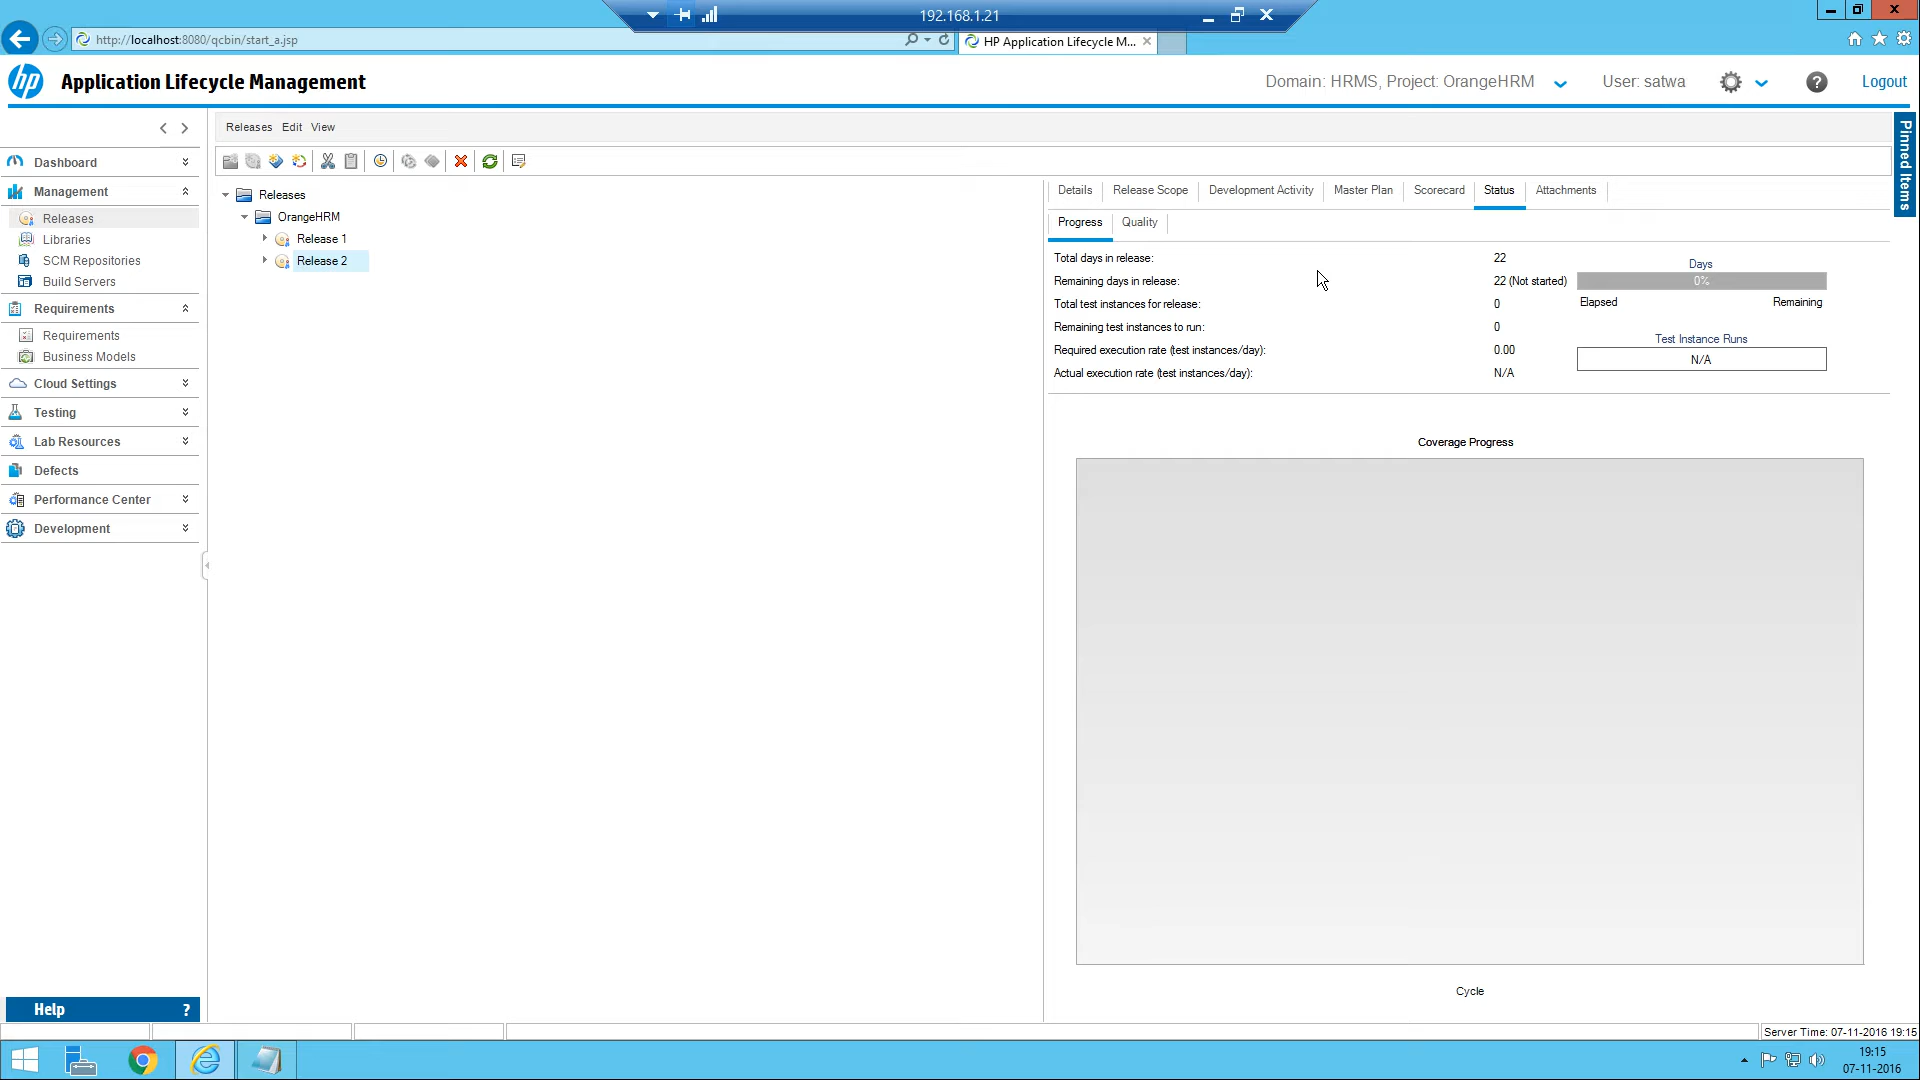 192.168.1.21
http://localhost:8080/qcbin/start_a.jsp
HP Application Lifecycle M...
hp
Application Lifecycle Management
Domain: HRMS, Project: OrangeHRM
User: satwa
?
Logout
Pinned Items
Dashboard
Management
Releases
Libraries
SCM Repositories
Build Servers
Requirements
Requirements
Business Models
Cloud Settings
Testing
Lab Resources
Defects
Performance Center
Development
Help ?
Releases Edit View
Releases
OrangeHRM
Release 1
Release 2
Details Release Scope Development Activity Master Plan Scorecard Status Attachments
Progress Quality
Total days in release: 22
Remaining days in release: 22 (Not started)
Total test instances for release: 0
Remaining test instances to run: 0
Required execution rate (test instances/day): 0.00
Actual execution rate (test instances/day): N/A
Days
0%
Elapsed Remaining
Test Instance Runs
N/A
Coverage Progress
Cycle
Server Time: 07-11-2016 19:15
19:15
07-11-2016